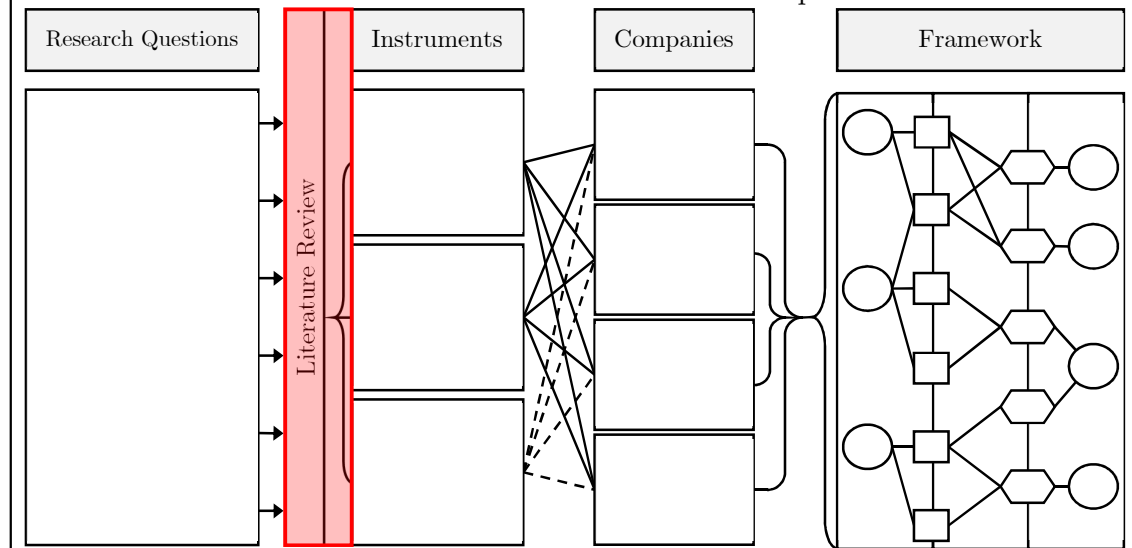 Research Questions
Instruments
Companies
Framework
Literature Review